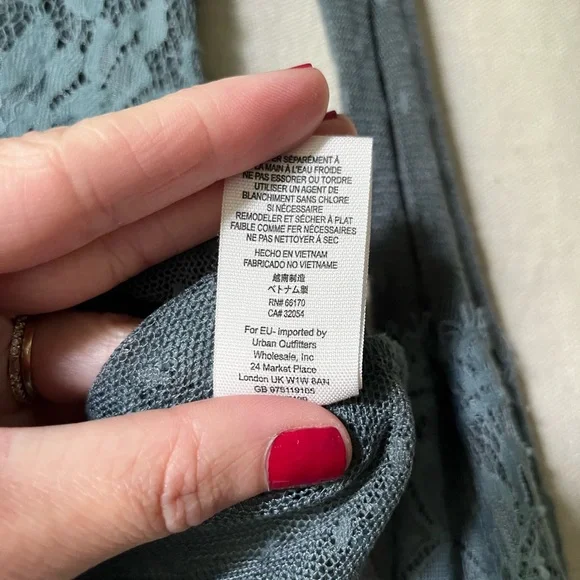 SÉPARÉMENT À
LA MAIN À L'EAU FROIDE
NE PAS ESSORER OU TORDRE
UTILISER UN AGENT DE
BLANCHIMENT SANS CHLORE
SI NÉCESSAIRE
REMODELER ET SÉCHER À PLAT
FAIBLE COMME FER NÉCESSAIRES
NE PAS NETTOYER À SEC
HECHO EN VIETNAM
FABRICADO NO VIETNAME
越南制造
ベトナム製
RN# 66170
CA# 32054
For EU- imported by
Urban Outfitters
Wholesale, Inc
24 Market Place
London UK W1W 8AN
GB 975119165